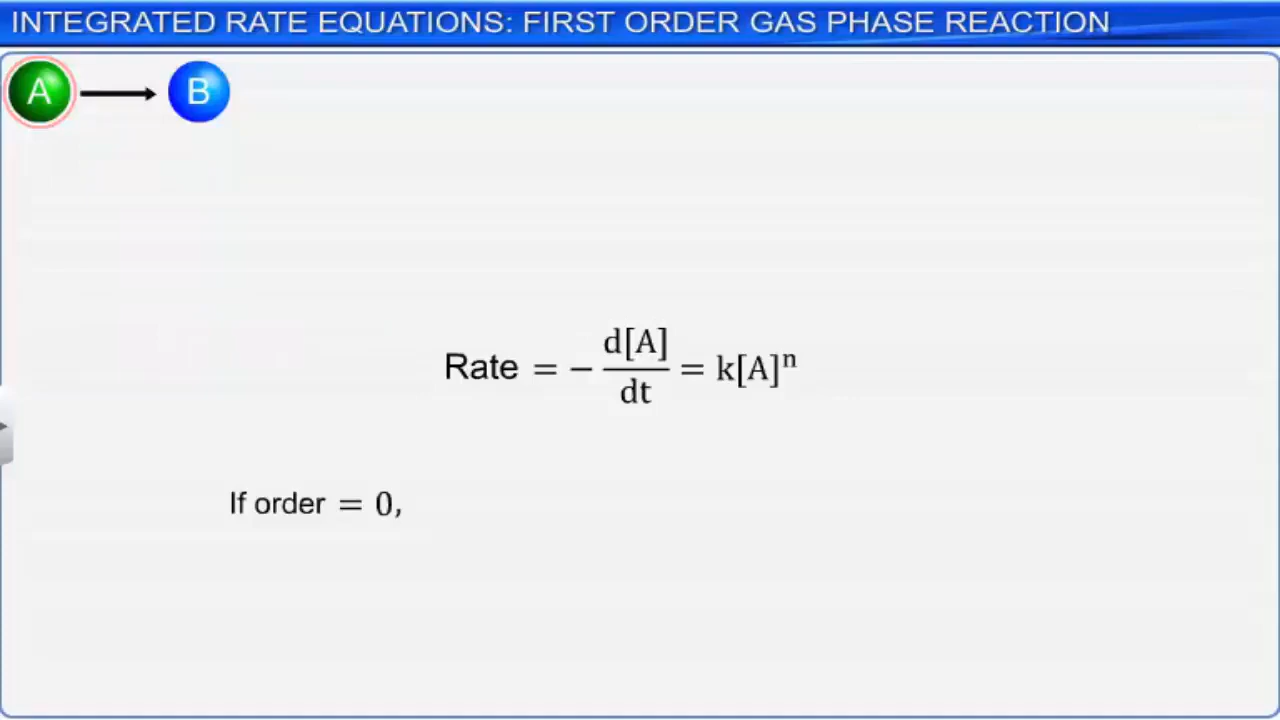 INTEGRATED RATE EQUATIONS: FIRST ORDER GAS PHASE REACTION
A → B
Rate = − d[A]/dt = k[A]ⁿ
If order = 0,